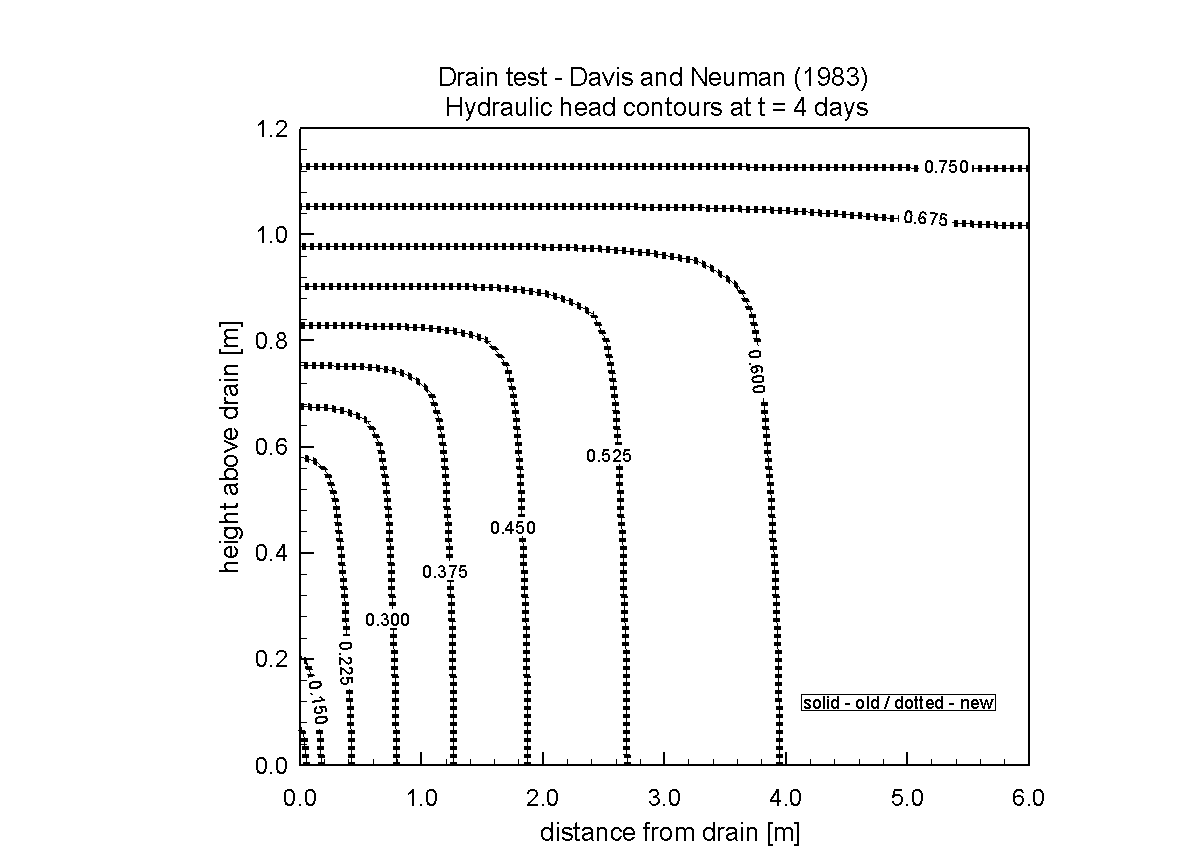 Drain test - Davis and Neuman (1983)
Hydraulic head contours at t = 4 days
1.2
0.750
0.675
1.0
0.8
0.600
height above drain [m]
0.6
0.525
0.450
0.4
0.375
0.300
0.2
0.225
0.150
solid - old / dotted - new
0.0
0.0 1.0 2.0 3.0 4.0 5.0 6.0
distance from drain [m]